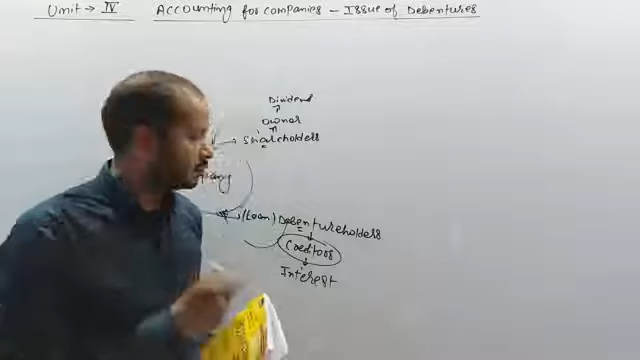 Unit → IV Accounting for companies - Issue of Debentures
Dividend
↑
owner
↑
→ Shareholders
→ (Loan) Debentureholders
↓
Creditors
↓
Interest